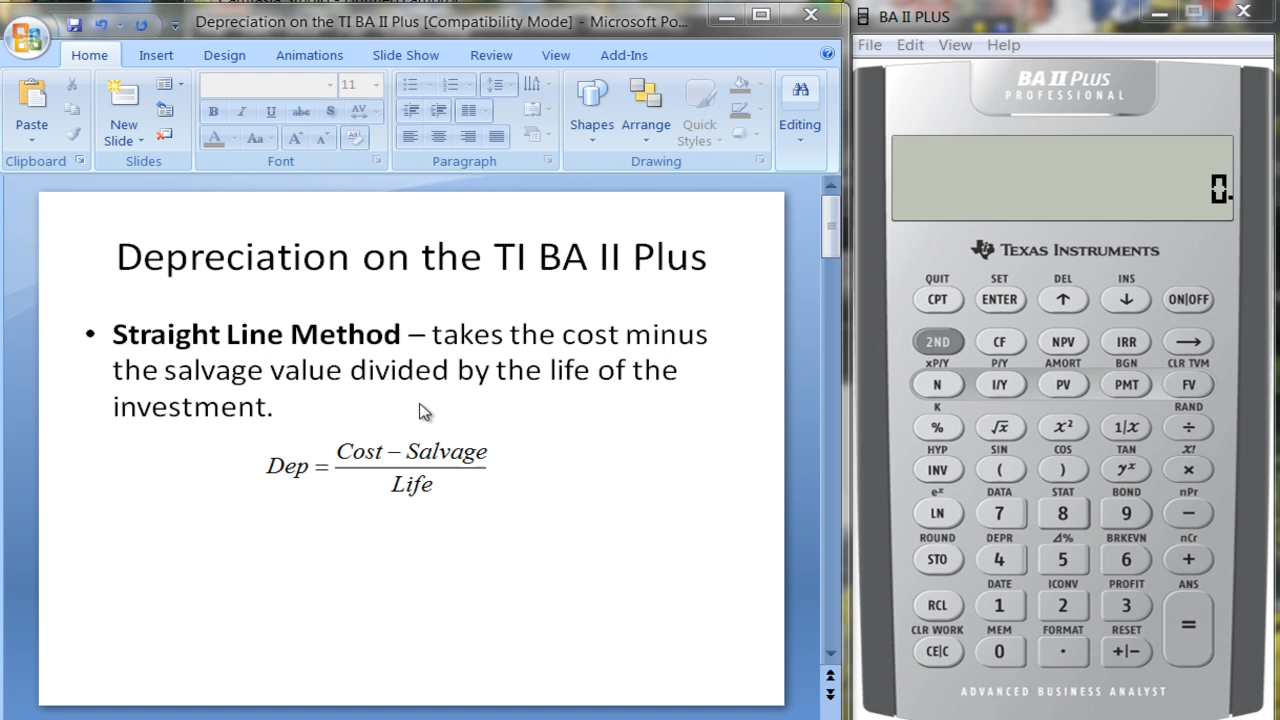 Depreciation on the TI BA II Plus [Compatibility Mode] - Microsoft Po...
Home Insert Design Animations Slide Show Review View Add-Ins
11
Paste
New
Slide
Shapes
Arrange
Quick
Styles
Editing
B I U abc S AV
A Aa A A
Clipboard Slides Font Paragraph Drawing
Depreciation on the TI BA II Plus
• Straight Line Method – takes the cost minus
the salvage value divided by the life of the
investment.
Dep = Cost − Salvage
Life
BA II PLUS
File Edit View Help
BA II PLUS
PROFESSIONAL
0.
TEXAS INSTRUMENTS
QUIT SET DEL INS
CPT ENTER ↑ ↓ ON|OFF
2ND CF NPV IRR →
xP/Y P/Y AMORT BGN CLR TVM
N I/Y PV PMT FV
K RAND
% √x x² 1/X ÷
HYP SIN COS TAN x!
INV ( ) yˣ ×
eˣ DATA STAT BOND nPr
LN 7 8 9 −
ROUND DEPR Δ% BRKEVN nCr
STO 4 5 6 +
DATE ICONV PROFIT ANS
RCL 1 2 3 =
CLR WORK MEM FORMAT RESET
CE|C 0 . +|−
ADVANCED BUSINESS ANALYST